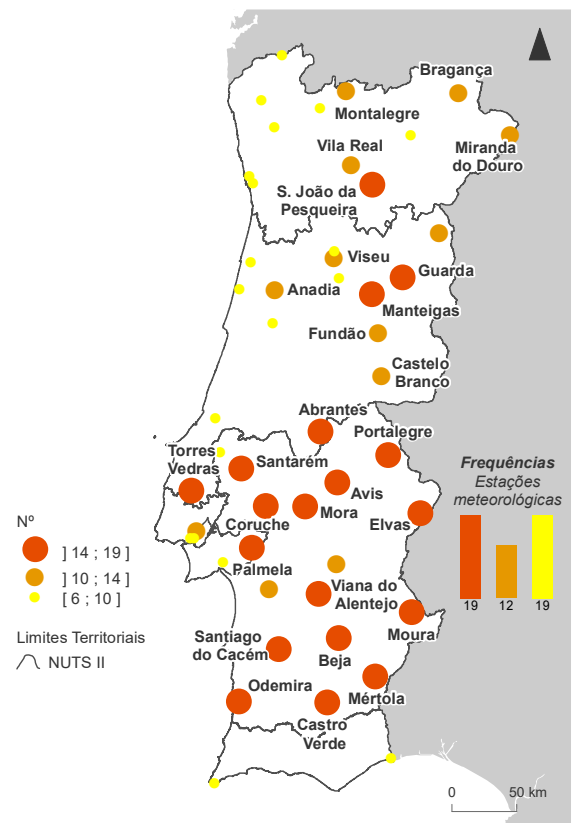 Bragança
Montalegre
Vila Real
Miranda
do Douro
S. João da
Pesqueira
Viseu
Guarda
Anadia
Manteigas
Fundão
Castelo
Branco
Abrantes
Portalegre
Torres
Vedras
Santarém
Avis
Coruche
Mora
Elvas
Palmela
Viana do
Alentejo
Moura
Santiago
do Cacém
Beja
Odemira
Mértola
Castro
Verde
Frequências
Estações
meteorológicas
19
12
19
Nº
] 14 ; 19 ]
] 10 ; 14 ]
[ 6 ; 10 ]
Limites Territoriais
NUTS II
0
50 km